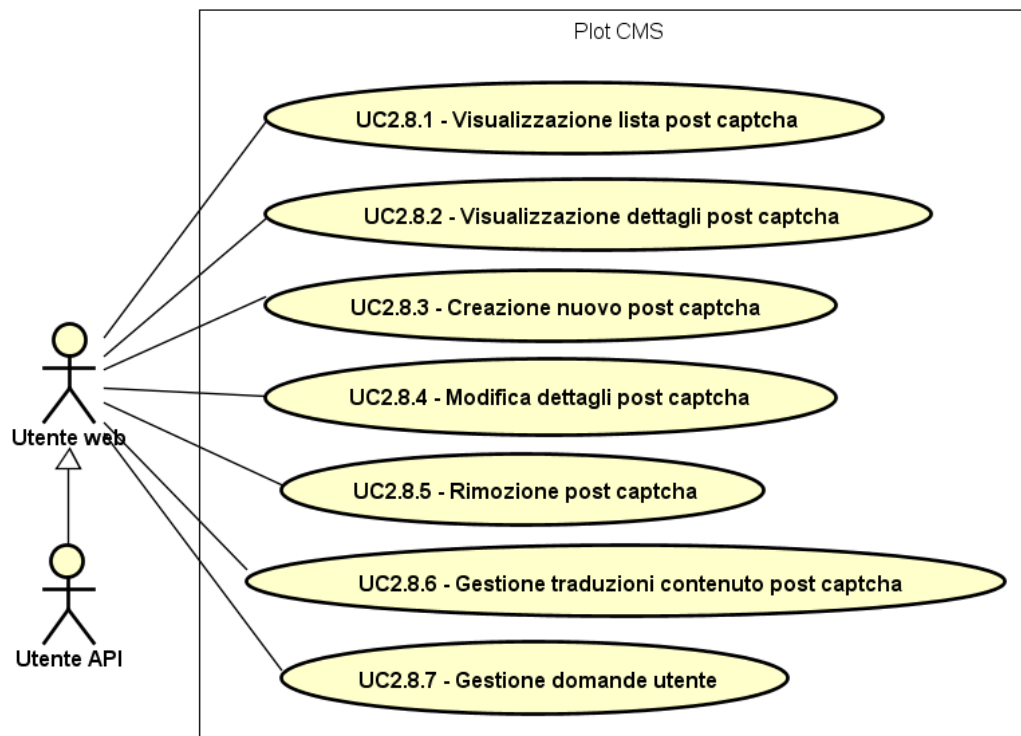 Plot CMS
UC2.8.1 - Visualizzazione lista post captcha
UC2.8.2 - Visualizzazione dettagli post captcha
UC2.8.3 - Creazione nuovo post captcha
UC2.8.4 - Modifica dettagli post captcha
Utente web
UC2.8.5 - Rimozione post captcha
UC2.8.6 - Gestione traduzioni contenuto post captcha
Utente API
UC2.8.7 - Gestione domande utente